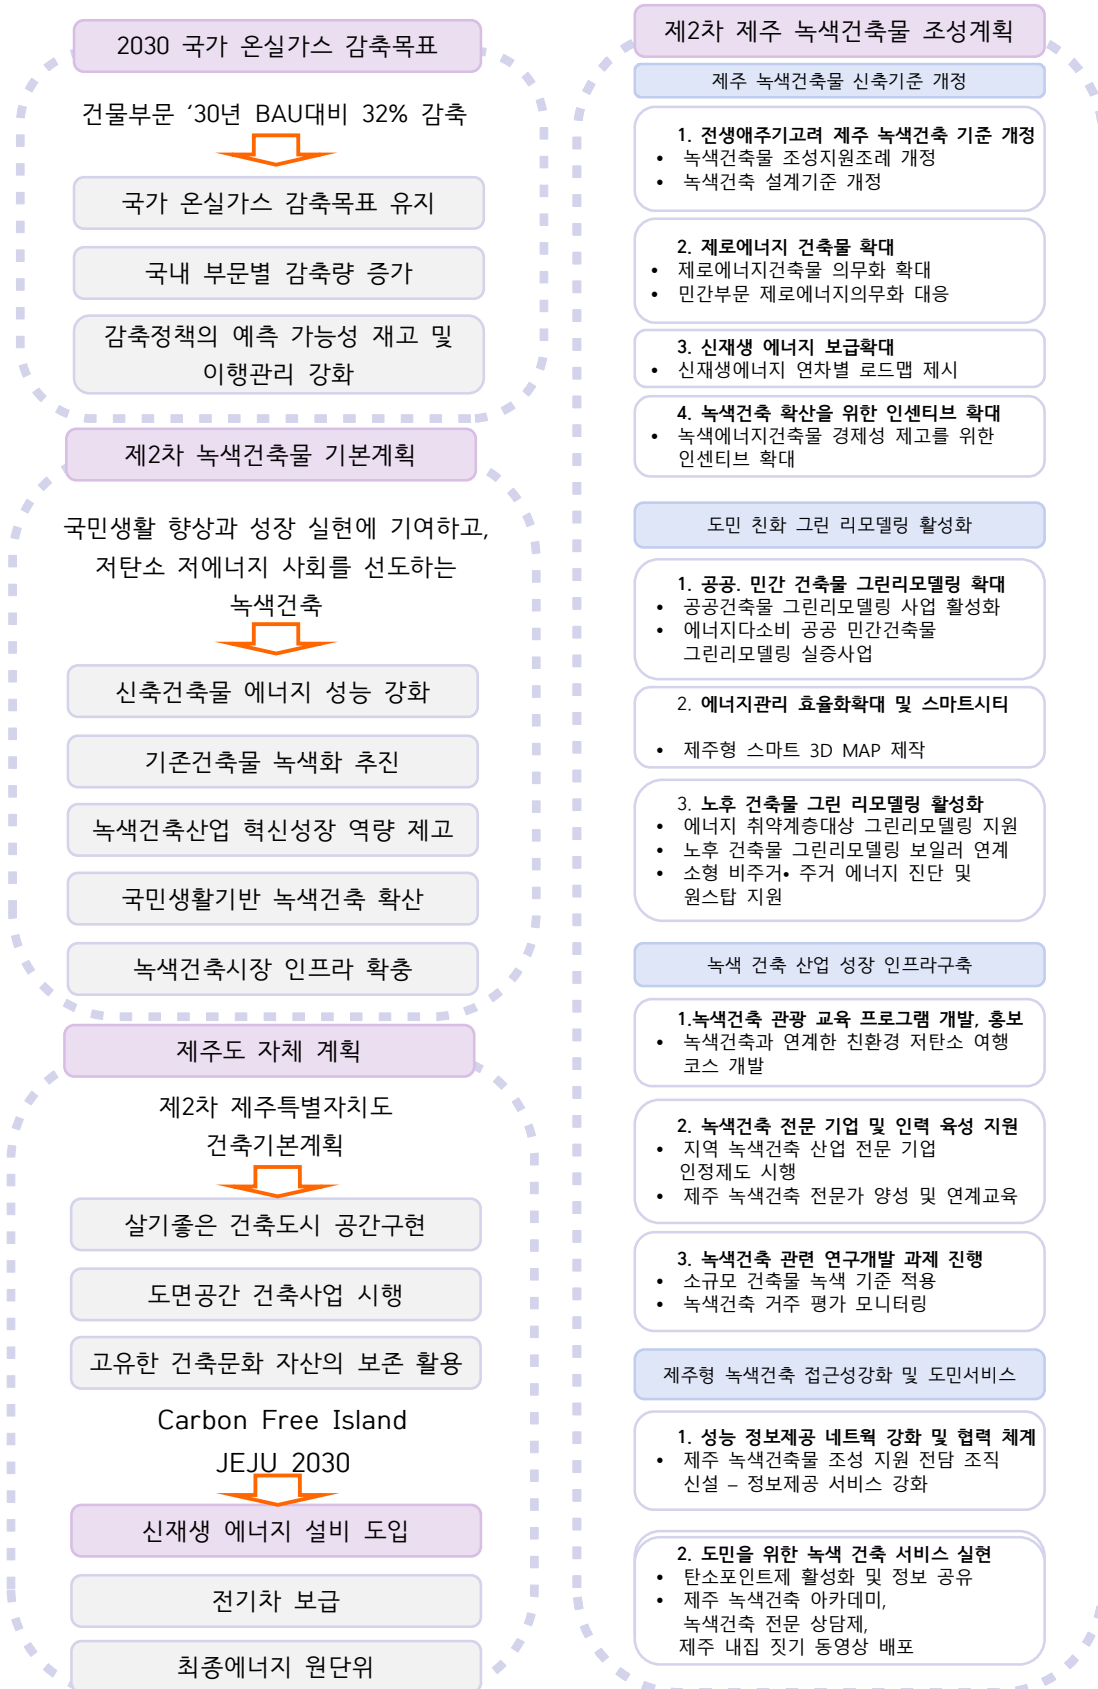 2030 국가 온실가스 감축목표
건물부문 ‘30년 BAU대비 32% 감축
국가 온실가스 감축목표 유지
국내 부문별 감축량 증가
감축정책의 예측 가능성 재고 및
이행관리 강화
제2차 녹색건축물 기본계획
국민생활 향상과 성장 실현에 기여하고,
저탄소 저에너지 사회를 선도하는
녹색건축
신축건축물 에너지 성능 강화
기존건축물 녹색화 추진
녹색건축산업 혁신성장 역량 제고
국민생활기반 녹색건축 확산
녹색건축시장 인프라 확충
제주도 자체 계획
제2차 제주특별자치도
건축기본계획
살기좋은 건축도시 공간구현
도면공간 건축사업 시행
고유한 건축문화 자산의 보존 활용
Carbon Free Island
JEJU 2030
신재생 에너지 설비 도입
전기차 보급
최종에너지 원단위
제2차 제주 녹색건축물 조성계획
제주 녹색건축물 신축기준 개정
1. 전생애주기고려 제주 녹색건축 기준 개정
• 녹색건축물 조성지원조례 개정
• 녹색건축 설계기준 개정
2. 제로에너지 건축물 확대
• 제로에너지건축물 의무화 확대
• 민간부문 제로에너지의무화 대응
3. 신재생 에너지 보급확대
• 신재생에너지 연차별 로드맵 제시
4. 녹색건축 확산을 위한 인센티브 확대
• 녹색에너지건축물 경제성 제고를 위한
인센티브 확대
도민 친화 그린 리모델링 활성화
1. 공공. 민간 건축물 그린리모델링 확대
• 공공건축물 그린리모델링 사업 활성화
• 에너지다소비 공공 민간건축물
그린리모델링 실증사업
2. 에너지관리 효율화확대 및 스마트시티
• 제주형 스마트 3D MAP 제작
3. 노후 건축물 그린 리모델링 활성화
• 에너지 취약계층대상 그린리모델링 지원
• 노후 건축물 그린리모델링 보일러 연계
• 소형 비주거• 주거 에너지 진단 및
원스탑 지원
녹색 건축 산업 성장 인프라구축
1.녹색건축 관광 교육 프로그램 개발, 홍보
• 녹색건축과 연계한 친환경 저탄소 여행
코스 개발
2. 녹색건축 전문 기업 및 인력 육성 지원
• 지역 녹색건축 산업 전문 기업
인정제도 시행
• 제주 녹색건축 전문가 양성 및 연계교육
3. 녹색건축 관련 연구개발 과제 진행
• 소규모 건축물 녹색 기준 적용
• 녹색건축 거주 평가 모니터링
제주형 녹색건축 접근성강화 및 도민서비스
1. 성능 정보제공 네트웍 강화 및 협력 체계
• 제주 녹색건축물 조성 지원 전담 조직
신설 – 정보제공 서비스 강화
2. 도민을 위한 녹색 건축 서비스 실현
• 탄소포인트제 활성화 및 정보 공유
• 제주 녹색건축 아카데미,
녹색건축 전문 상담제,
제주 내집 짓기 동영상 배포